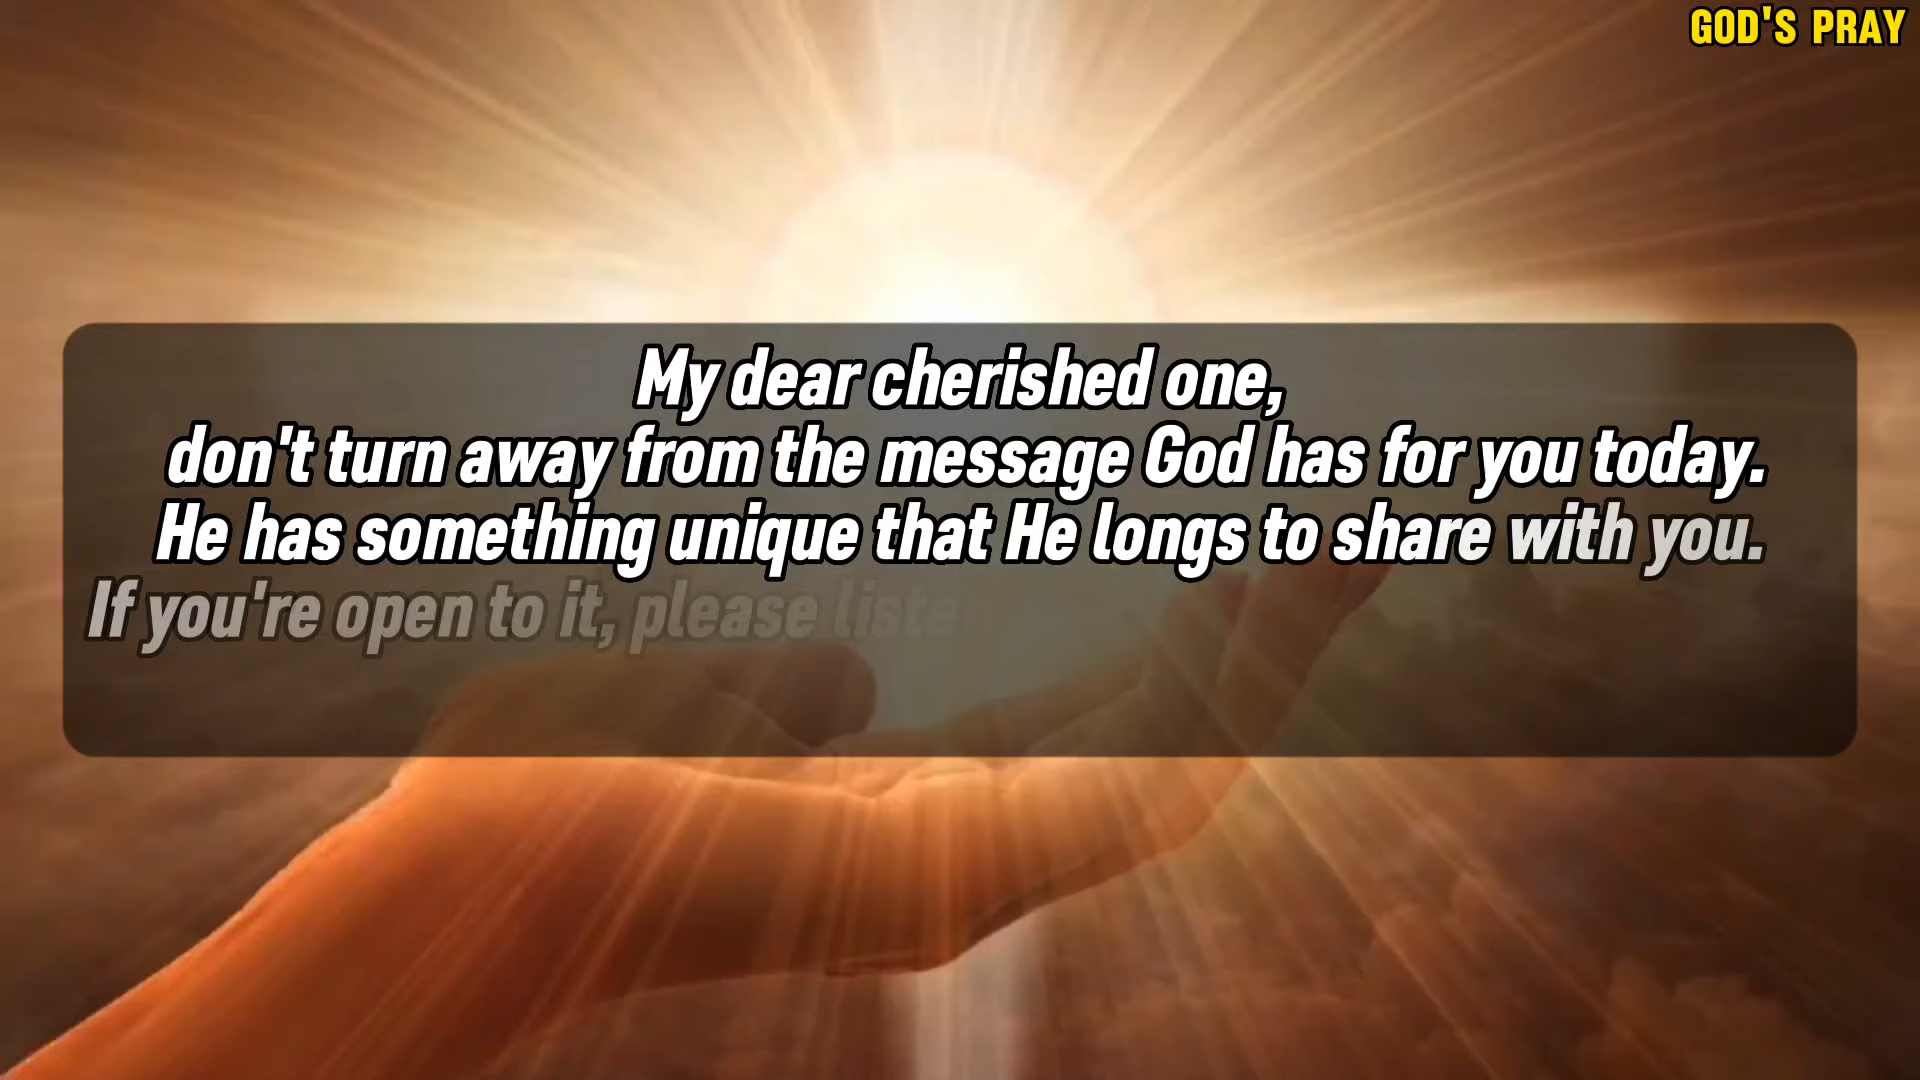 GOD'S PRAY
My dear cherished one,
don't turn away from the message God has for you today.
He has something unique that He longs to share with you.
If you're open to it, please liste